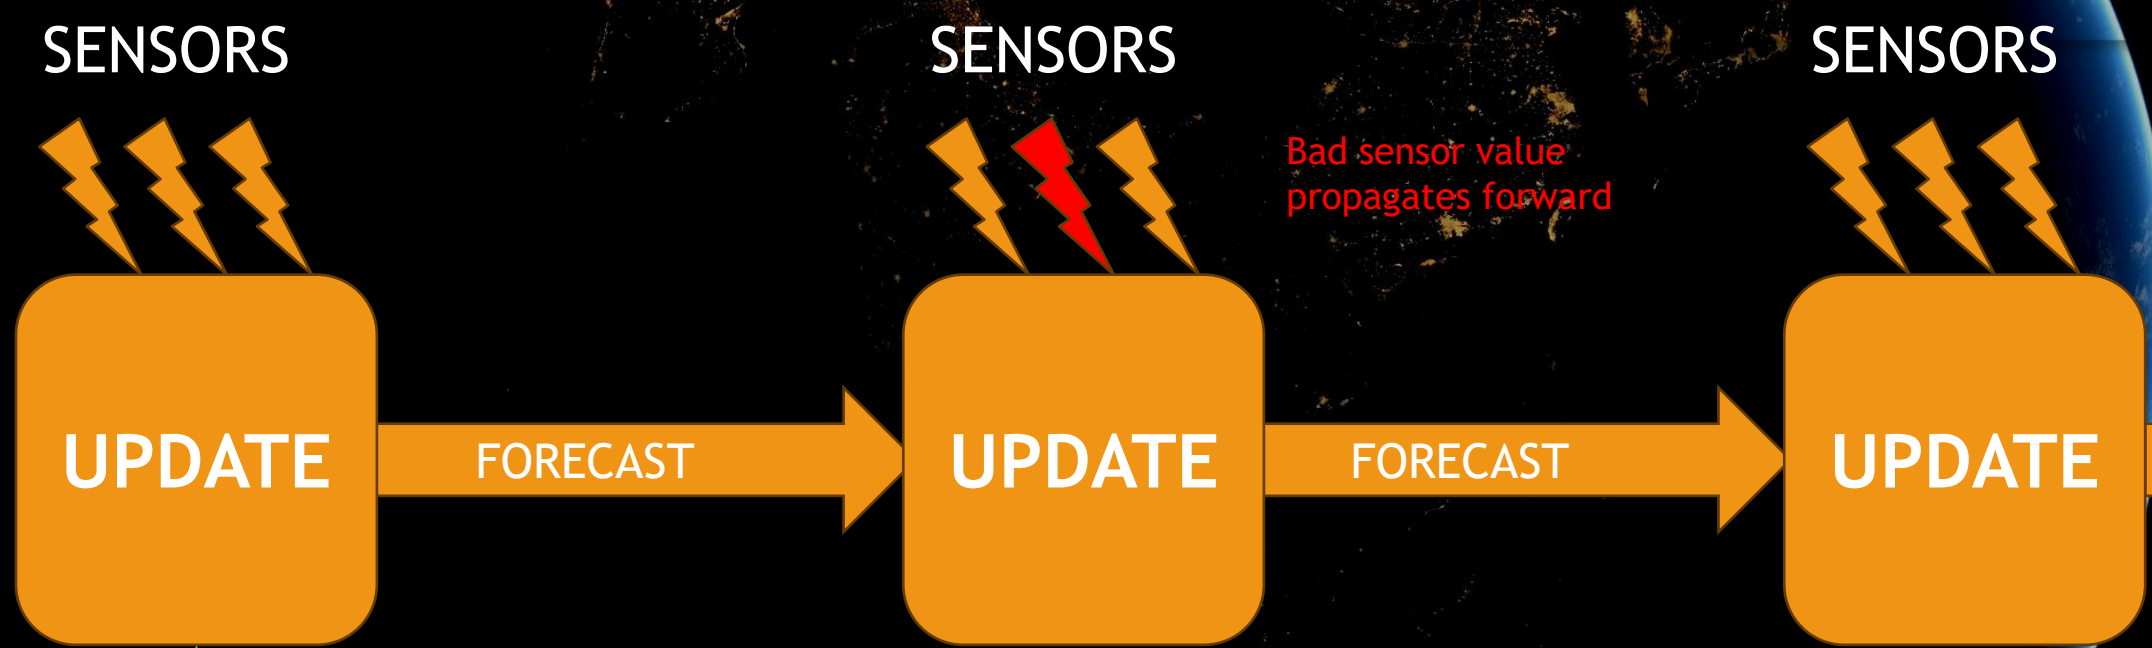 SENSORS
SENSORS
SENSORS
Bad sensor value
propagates forward
UPDATE
FORECAST
UPDATE
FORECAST
UPDATE